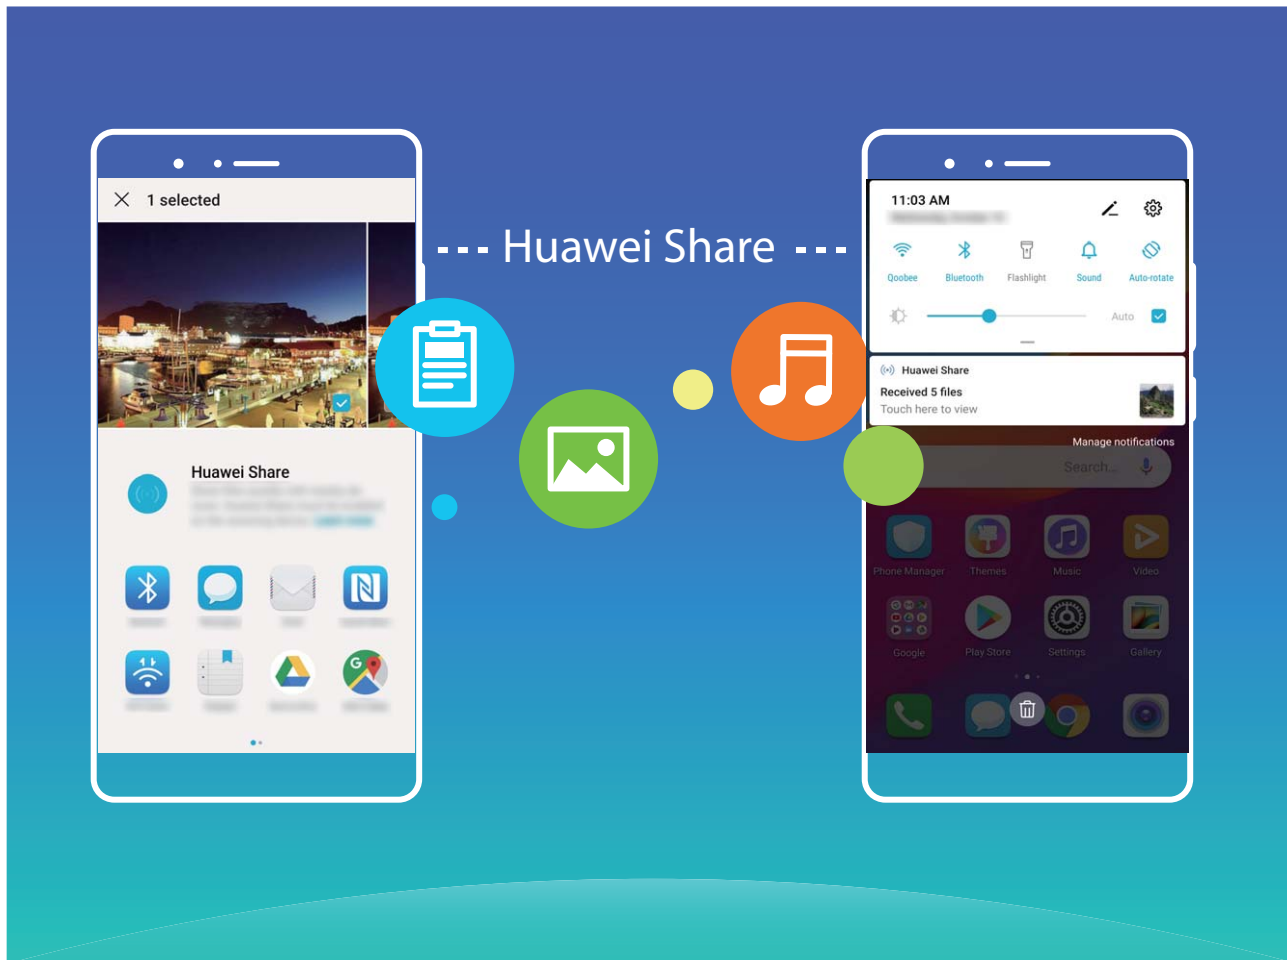 1 selected
Huawei Share
Huawei Share
11:03 AM
Qoobee
Bluetooth
Flashlight
Sound
Auto-rotate
Auto
Huawei Share
Received 5 files
Touch here to view
Manage notifications
Search...
Phone Manager
Themes
Music
Video
Google
Play Store
Settings
Gallery